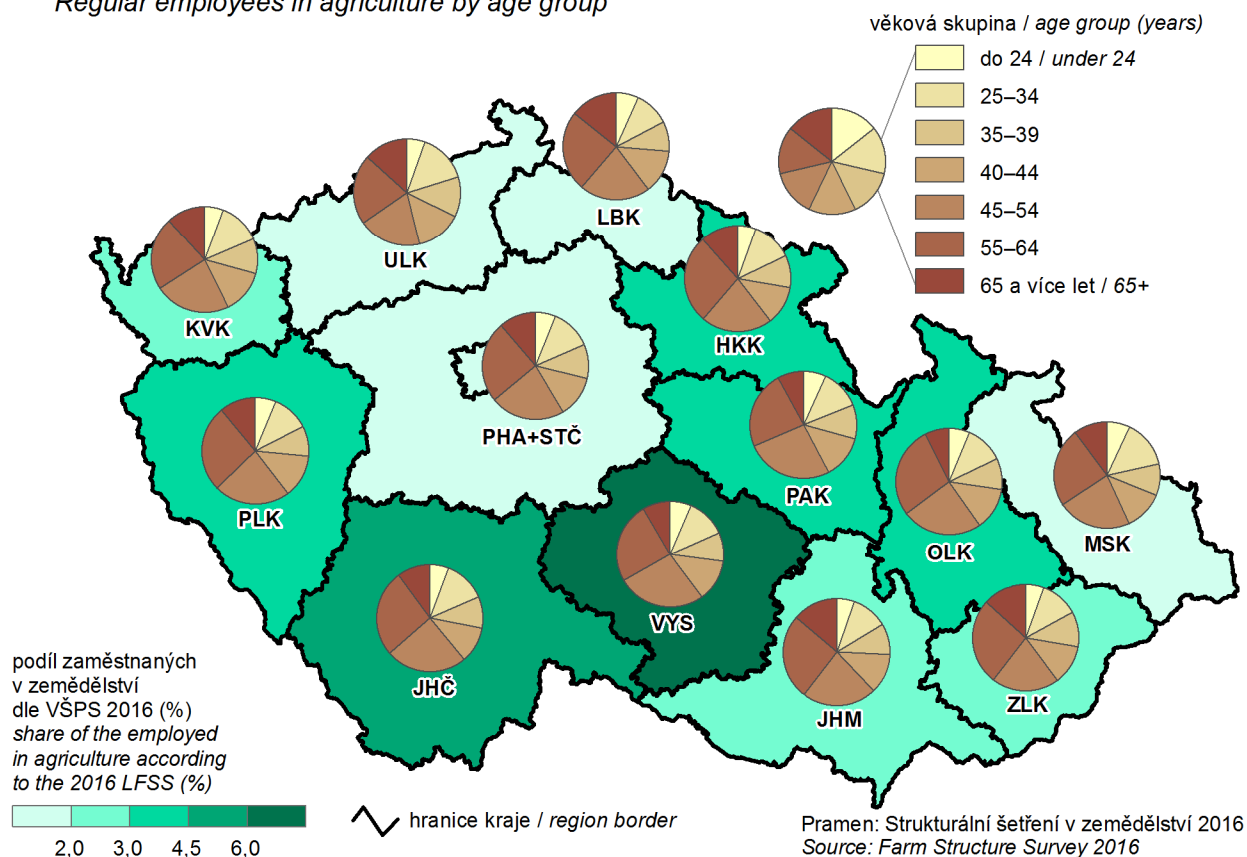 Regular employees in agriculture by age group
věková skupina / age group (years)
do 24 / under 24
25–34
35–39
40–44
45–54
55–64
65 a více let / 65+
LBK
ULK
KVK
HKK
PHA+STČ
PAK
PLK
OLK
MSK
VYS
JHČ
JHM
ZLK
podíl zaměstnaných
v zemědělství
dle VŠPS 2016 (%)
share of the employed
in agriculture according
to the 2016 LFSS (%)
2,0 3,0 4,5 6,0
hranice kraje / region border
Pramen: Strukturální šetření v zemědělství 2016
Source: Farm Structure Survey 2016